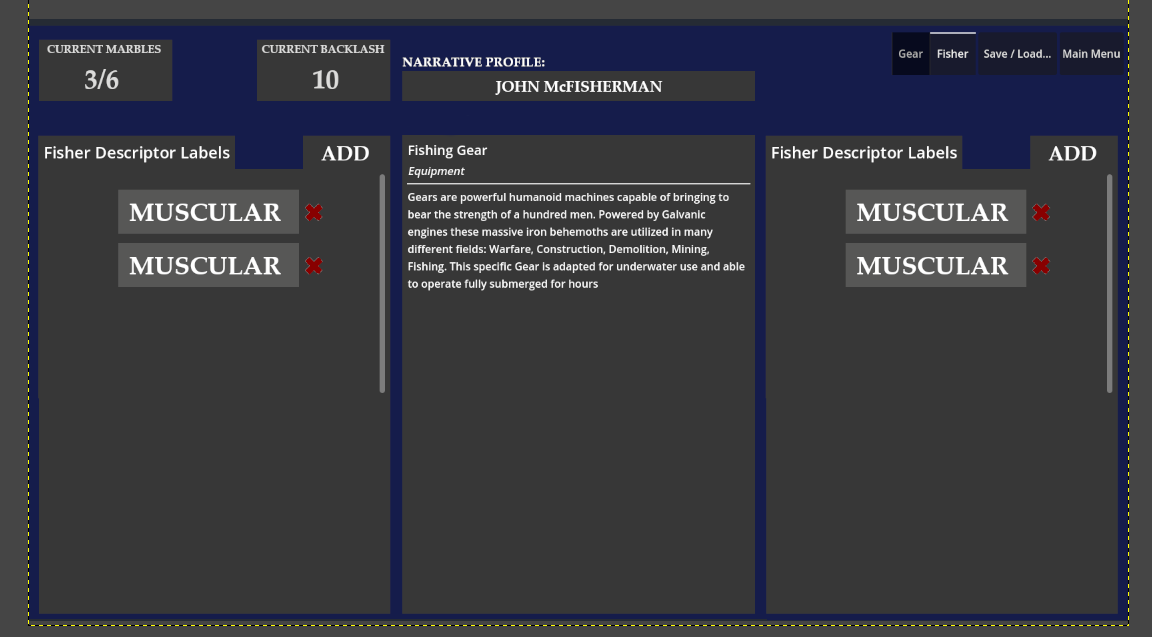 CURRENT MARBLES
3/6
CURRENT BACKLASH
10
NARRATIVE PROFILE:
JOHN McFISHERMAN
Gear
Fisher
Save / Load...
Main Menu
Fisher Descriptor Labels
ADD
MUSCULAR
MUSCULAR
Fishing Gear
Equipment
Gears are powerful humanoid machines capable of bringing to
bear the strength of a hundred men. Powered by Galvanic
engines these massive iron behemoths are utilized in many
different fields: Warfare, Construction, Demolition, Mining,
Fishing. This specific Gear is adapted for underwater use and able
to operate fully submerged for hours
Fisher Descriptor Labels
ADD
MUSCULAR
MUSCULAR